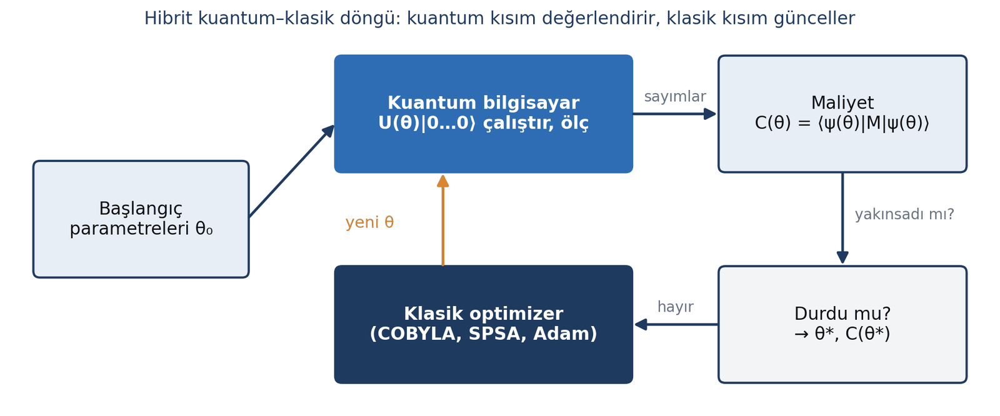 Hibrit kuantum–klasik döngü: kuantum kısım değerlendirir, klasik kısım günceller
Kuantum bilgisayar
U(θ)|0…0⟩ çalıştır, ölç
sayımlar
Maliyet
C(θ) = ⟨ψ(θ)|M|ψ(θ)⟩
Başlangıç
parametreleri θ₀
yeni θ
yakınsadı mı?
Klasik optimizer
(COBYLA, SPSA, Adam)
hayır
Durdu mu?
→ θ*, C(θ*)